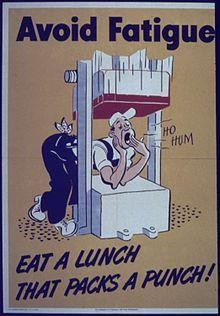 Avoid Fatigue
HO
HUM
EAT A LUNCH
THAT PACKS A PUNCH!